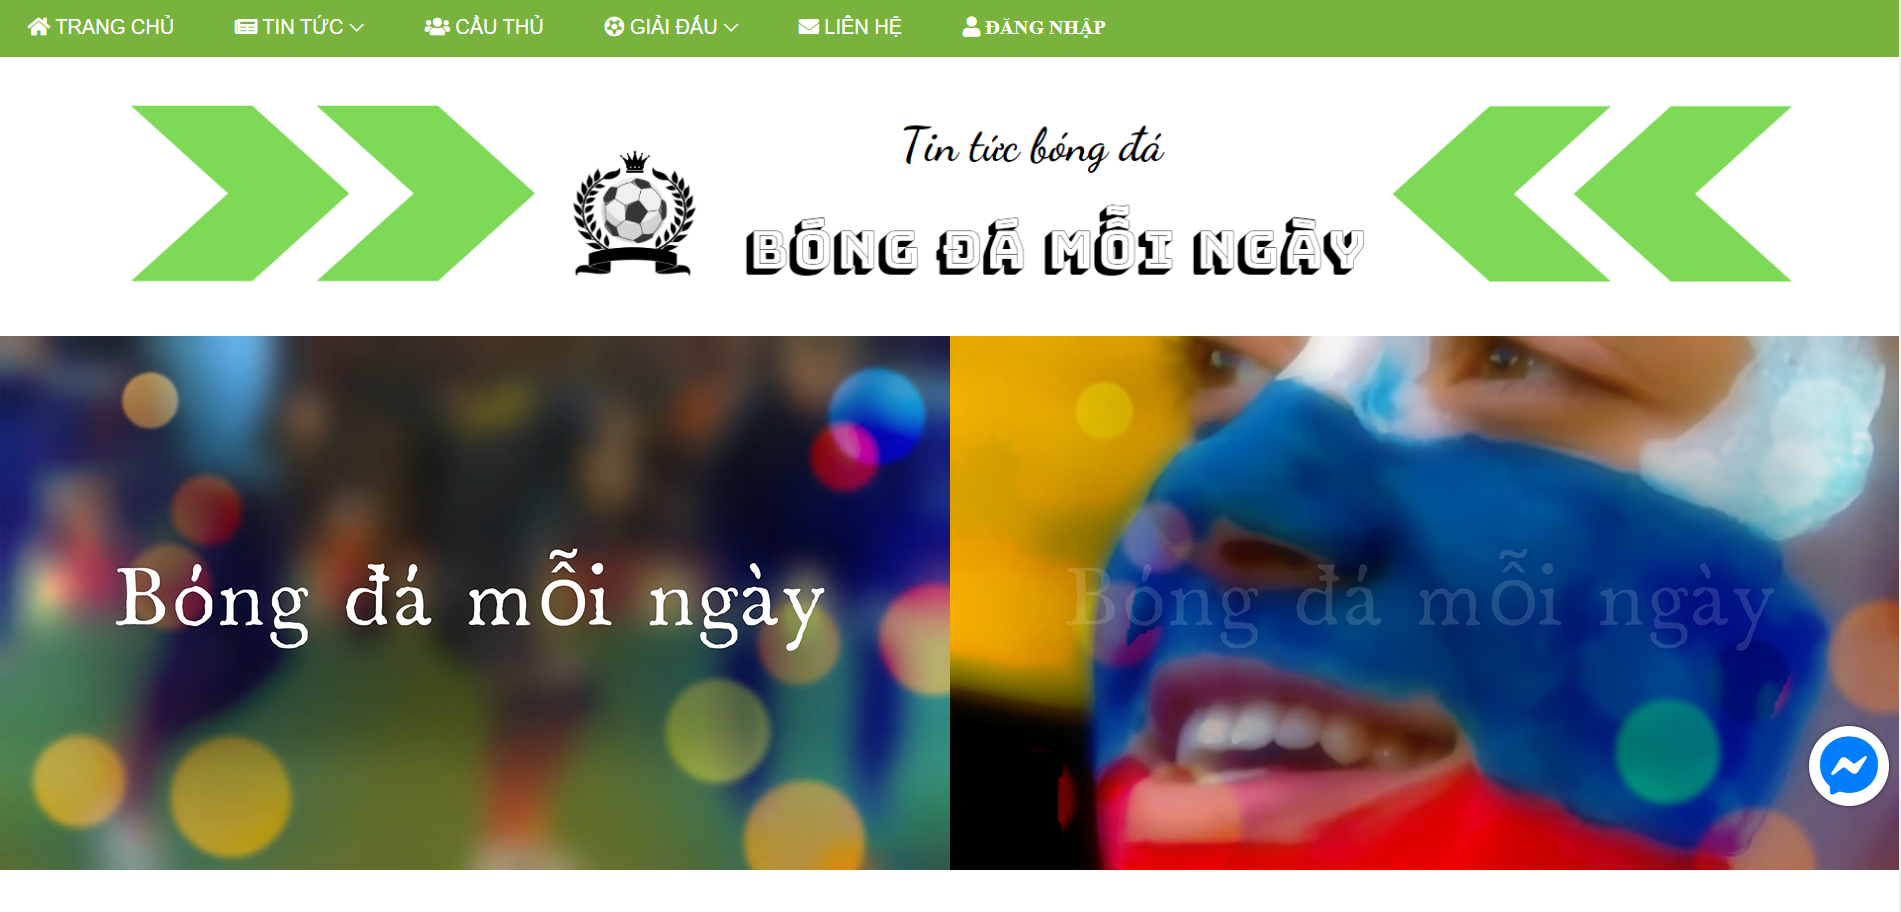 TRANG CHỦ TIN TỨC CẦU THỦ GIẢI ĐẤU LIÊN HỆ ĐĂNG NHẬP
Tin tức bóng đá
BÓNG ĐÁ MỖI NGÀY
Bóng đá mỗi ngày Bóng đá mỗi ngày